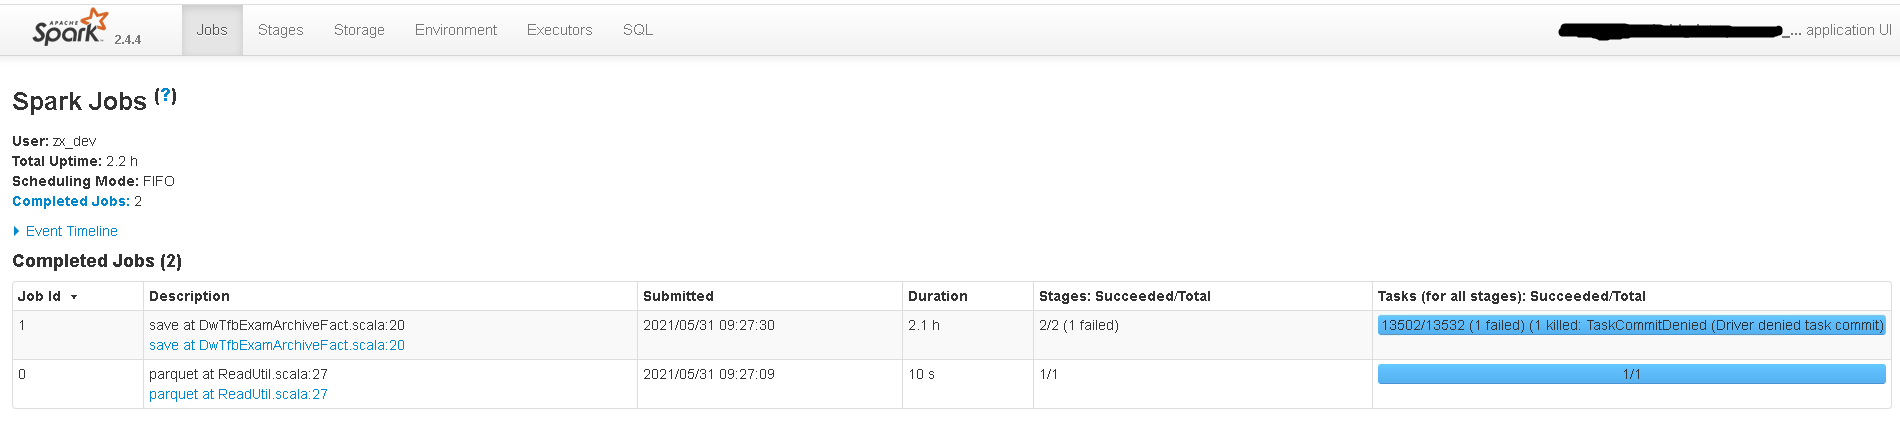 APACHE
Spark 2.4.4 Jobs Stages Storage Environment Executors SQL _... application UI
Spark Jobs (?)
User: zx_dev
Total Uptime: 2.2 h
Scheduling Mode: FIFO
Completed Jobs: 2
Event Timeline
Completed Jobs (2)
Job Id Description Submitted Duration Stages: Succeeded/Total Tasks (for all stages): Succeeded/Total
1 save at DwTfbExamArchiveFact.scala:20 2021/05/31 09:27:30 2.1 h 2/2 (1 failed) 13502/13532 (1 failed) (1 killed: TaskCommitDenied (Driver denied task commit)
save at DwTfbExamArchiveFact.scala:20
0 parquet at ReadUtil.scala:27 2021/05/31 09:27:09 10 s 1/1 1/1
parquet at ReadUtil.scala:27